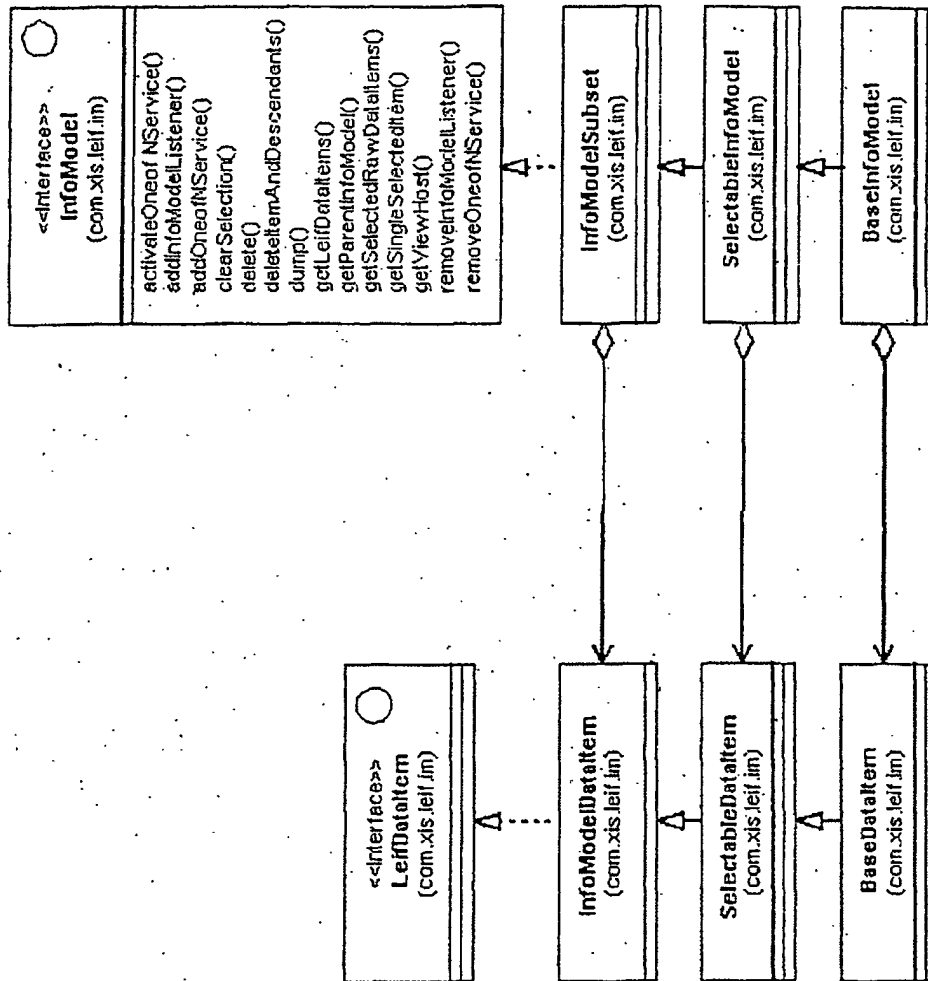 <<Interface>>
InfoModel
(com.xis.leif.im)
activateOneof NService()
addInfoModelListener()
addOneofNService()
clearSelection()
delete()
deleteItemAndDescendants()
dump()
getLeifDataItems()
getParentInfoModel()
getSelectedRawDataItems()
getSingleSelectedItem()
getViewHost()
removeInfoModelListener()
removeOneofNService()
InfoModelSubset
(com.xis.leif.im)
SelectableInfoModel
(com.xis.leif.im)
BaseInfoModel
(com.xis.leif.im)
<<Interface>>
LeifDataItem
(com.xis.leif.im)
InfoModelDataItem
(com.xis.leif.im)
SelectableDataItem
(com.xis.leif.im)
BaseDataItem
(com.xis.leif.im)